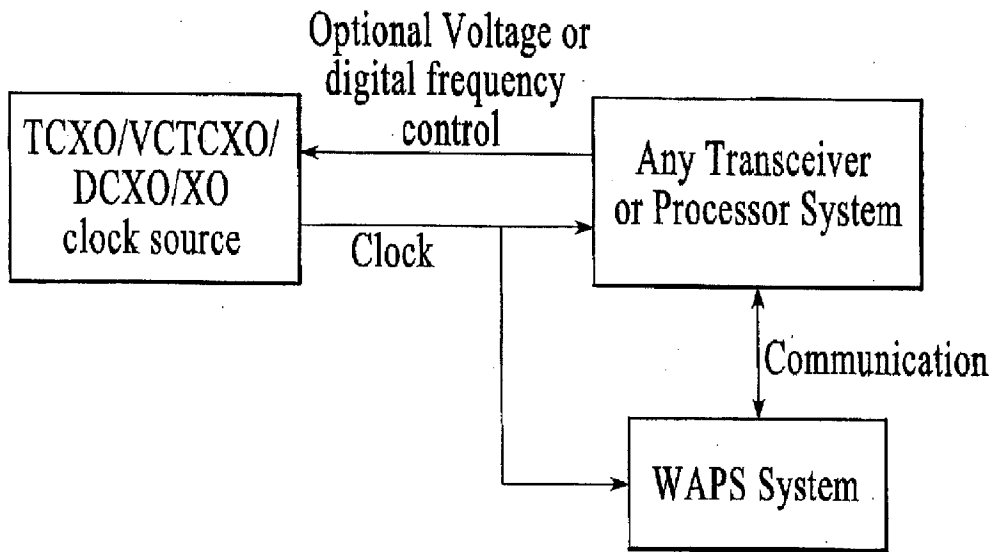 Optional Voltage or
digital frequency
control
TCXO/VCTCXO/
DCXO/XO
clock source
Any Transceiver
or Processor System
Clock
Communication
WAPS System